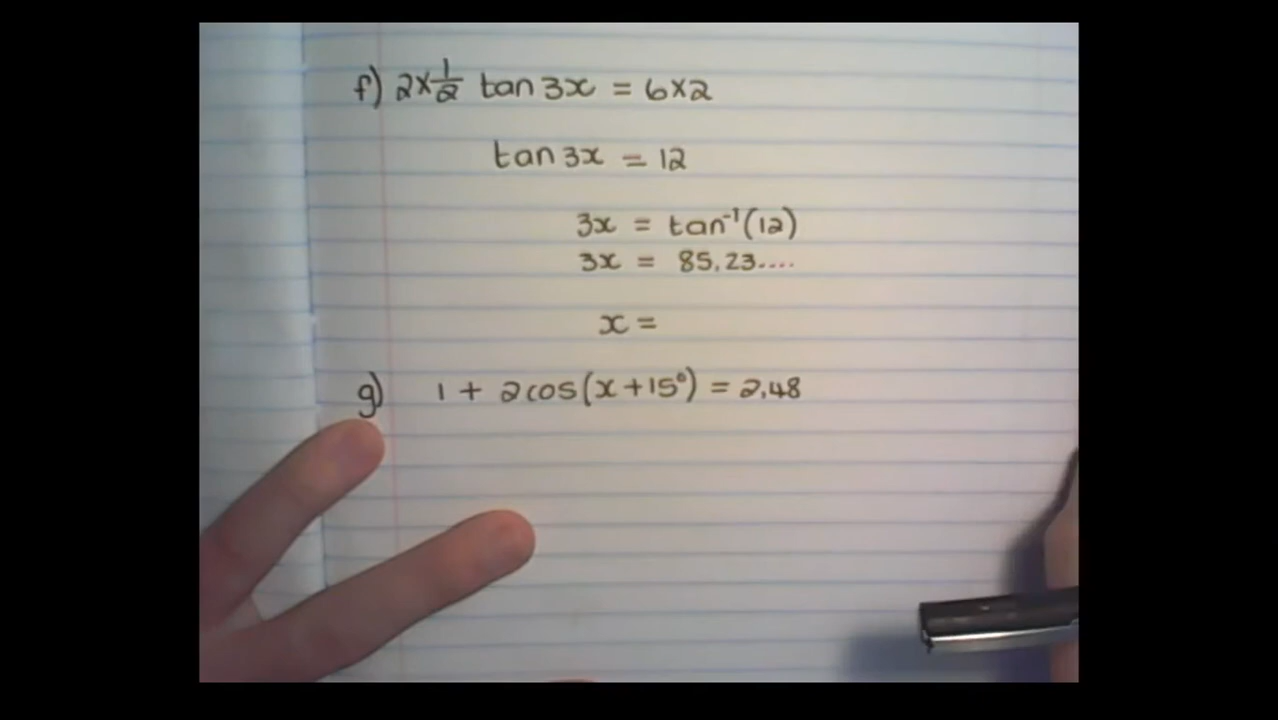 f) 2×1/2 tan 3x = 6×2
tan 3x = 12
3x = tan⁻¹(12)
3x = 85,23....
x =
g) 1 + 2cos(x+15°) = 2,48